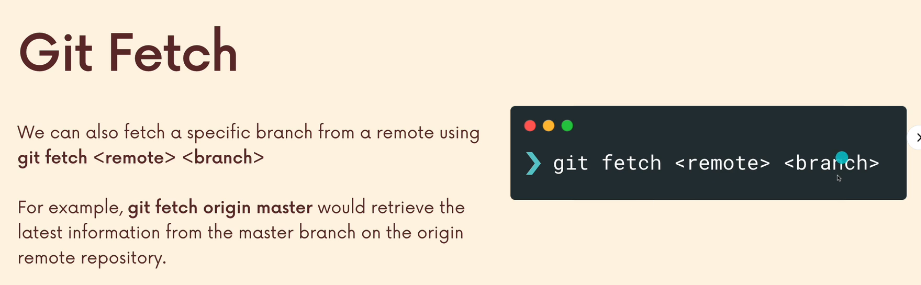 Git Fetch
We can also fetch a specific branch from a remote using
git fetch <remote> <branch>
For example, git fetch origin master would retrieve the
latest information from the master branch on the origin
remote repository.
❯ git fetch <remote> <branch>